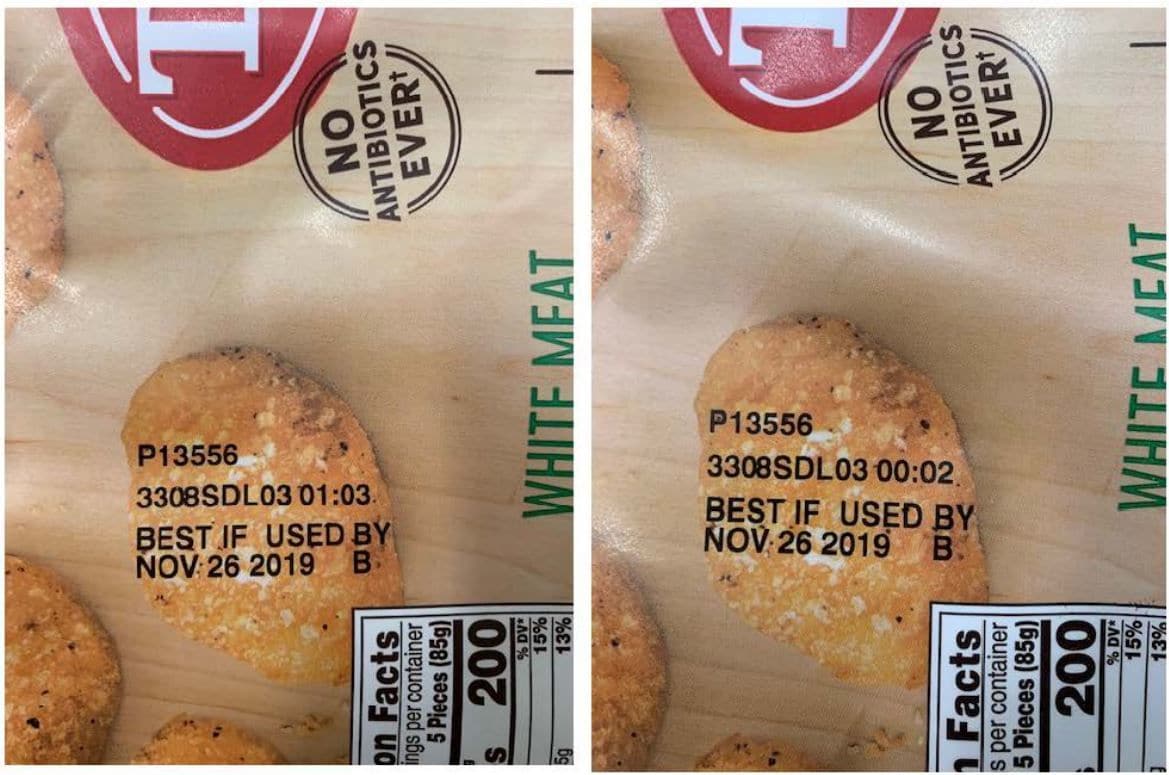 NO
ANTIBIOTICS
EVER†
WHITE MEAT
P13556
3308SDL03 01:03
BEST IF USED BY
NOV 26 2019 B
Facts
per container
5 Pieces (85g)
200
% DV*
15%
13%
NO
ANTIBIOTICS
EVER†
WHITE MEAT
P13556
3308SDL03 00:02
BEST IF USED BY
NOV 26 2019 B
Facts
per container
5 Pieces (85g)
200
% DV*
15%
13%